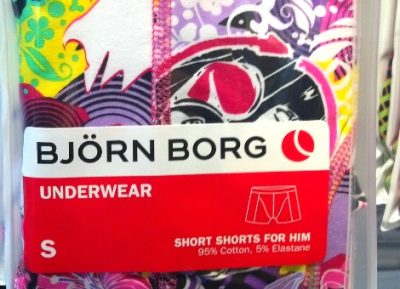 BJÖRN BORG
UNDERWEAR
S
SHORT SHORTS FOR HIM
95% Cotton, 5% Elastane